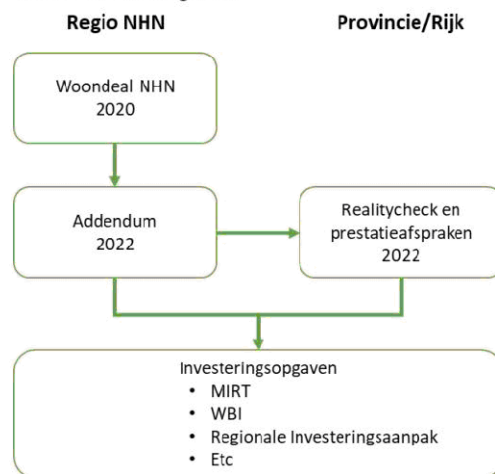 Regio NHN
Provincie/Rijk
Woondeal NHN
2020
Addendum
2022
Realitycheck en
prestatieafspraken
2022
Investeringsopgaven
• MIRT
• WBI
• Regionale Investeringsaanpak
• Etc